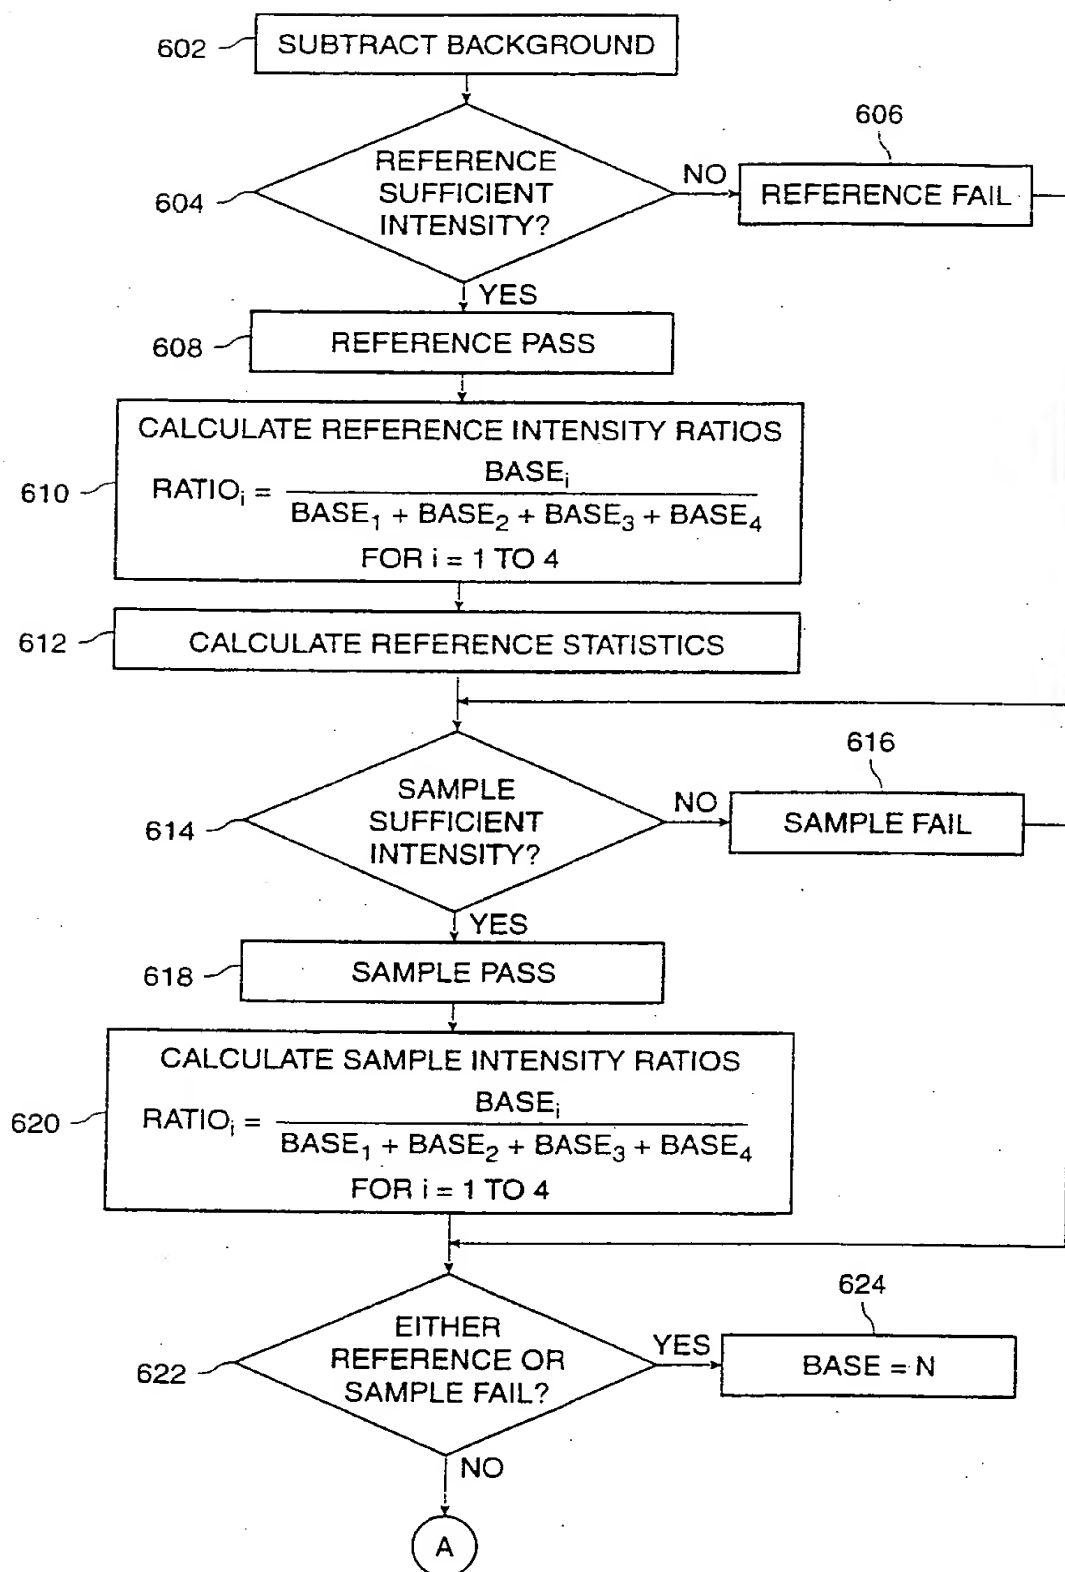 602
SUBTRACT BACKGROUND
606
604
REFERENCE
SUFFICIENT
INTENSITY?
NO
REFERENCE FAIL
YES
608
REFERENCE PASS
610
CALCULATE REFERENCE INTENSITY RATIOS
RATIOᵢ = BASEᵢ
BASE₁ + BASE₂ + BASE₃ + BASE₄
FOR i = 1 TO 4
612
CALCULATE REFERENCE STATISTICS
616
614
SAMPLE
SUFFICIENT
INTENSITY?
NO
SAMPLE FAIL
YES
618
SAMPLE PASS
620
CALCULATE SAMPLE INTENSITY RATIOS
RATIOᵢ = BASEᵢ
BASE₁ + BASE₂ + BASE₃ + BASE₄
FOR i = 1 TO 4
624
622
EITHER
REFERENCE OR
SAMPLE FAIL?
YES
BASE = N
NO
A